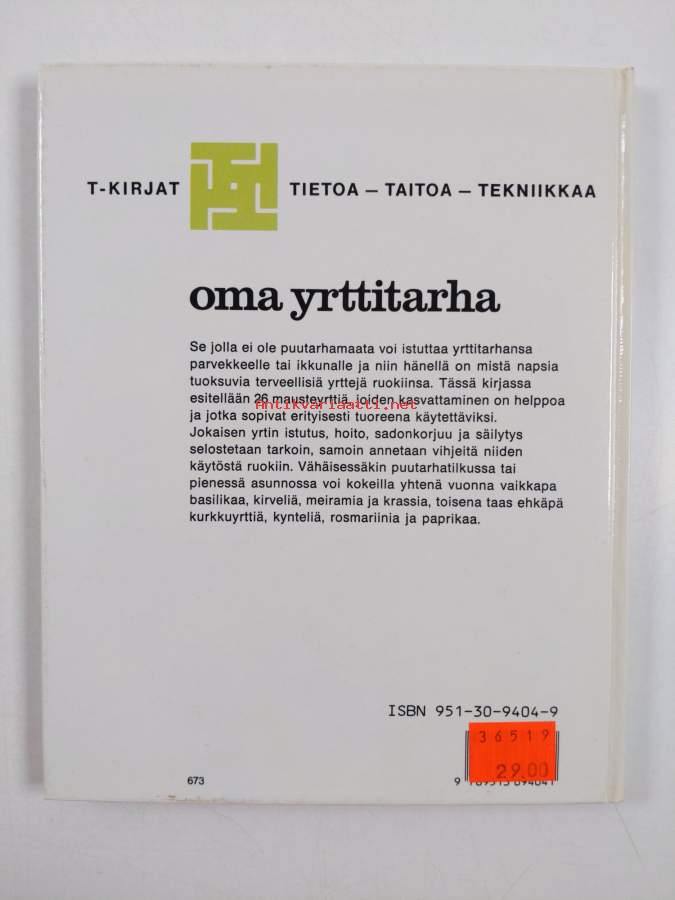 T-KIRJAT TIETOA – TAITOA – TEKNIIKKAA
oma yrttitarha
Se jolla ei ole puutarhamaata voi istuttaa yrttitarhansa
parvekkeelle tai ikkunalle ja niin hänellä on mistä napsia
tuoksuvia terveellisiä yrttejä ruokiinsa. Tässä kirjassa
esitellään 26 mausteyrttiä, joiden kasvattaminen on helppoa
Antikvariaatti.net
ja jotka sopivat erityisesti tuoreena käytettäviksi.
Jokaisen yrtin istutus, hoito, sadonkorjuu ja säilytys
selostetaan tarkoin, samoin annetaan vihjeitä niiden
käytöstä ruokiin. Vähäisessäkin puutarhatilkussa tai
pienessä asunnossa voi kokeilla yhtenä vuonna vaikkapa
basilikaa, kirveliä, meiramia ja krassia, toisena taas ehkäpä
kurkkuyrttiä, kynteliä, rosmariinia ja paprikaa.
ISBN 951-30-9404-9
36519
29.00
673
9 789513 094041